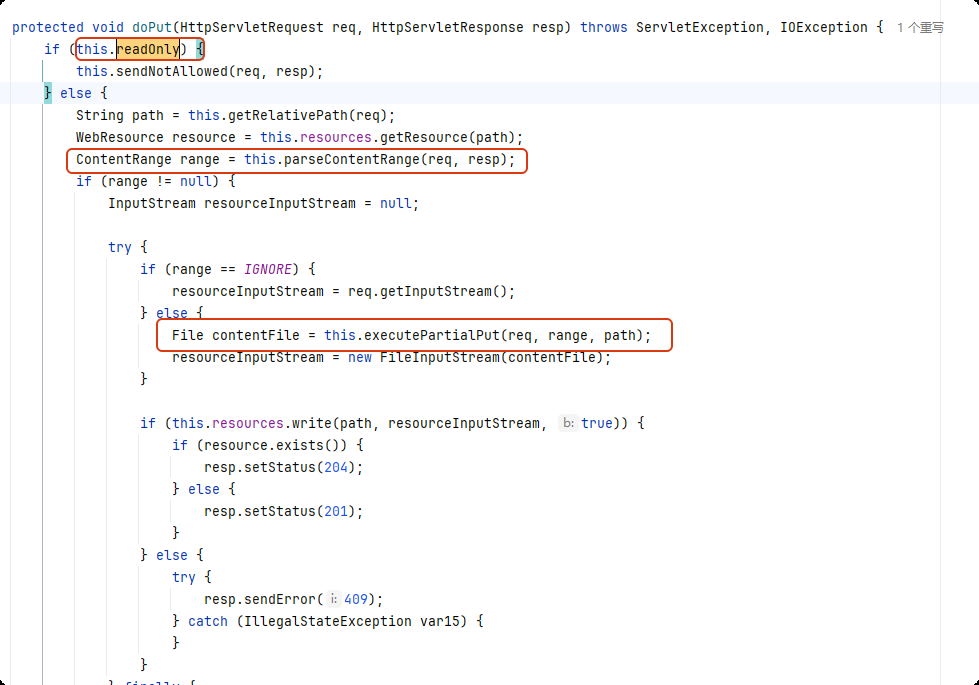 protected void doPut(HttpServletRequest req, HttpServletResponse resp) throws ServletException, IOException { 1 个重写
if (this.readOnly) {
this.sendNotAllowed(req, resp);
} else {
String path = this.getRelativePath(req);
WebResource resource = this.resources.getResource(path);
ContentRange range = this.parseContentRange(req, resp);
if (range != null) {
InputStream resourceInputStream = null;
try {
if (range == IGNORE) {
resourceInputStream = req.getInputStream();
} else {
File contentFile = this.executePartialPut(req, range, path);
resourceInputStream = new FileInputStream(contentFile);
}
if (this.resources.write(path, resourceInputStream, b: true)) {
if (resource.exists()) {
resp.setStatus(204);
} else {
resp.setStatus(201);
}
} else {
try {
resp.sendError( i: 409);
} catch (IllegalStateException var15) {
}
}
} finally {